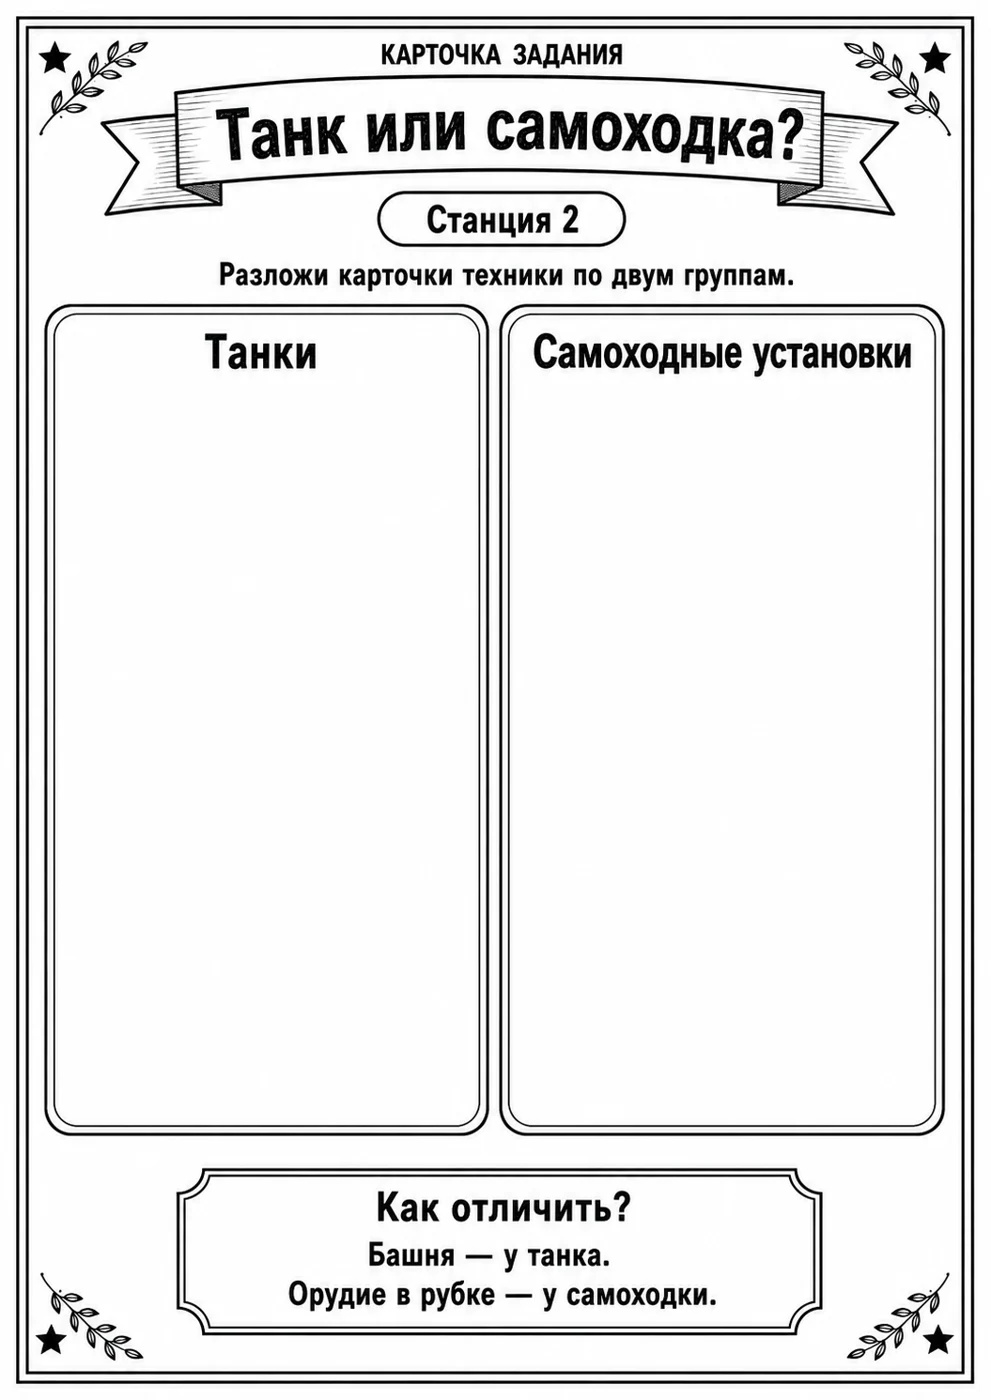 КАРТОЧКА ЗАДАНИЯ
Танк или самоходка?
Станция 2
Разложи карточки техники по двум группам.
Танки
Самоходные установки
Как отличить?
Башня — у танка.
Орудие в рубке — у самоходки.